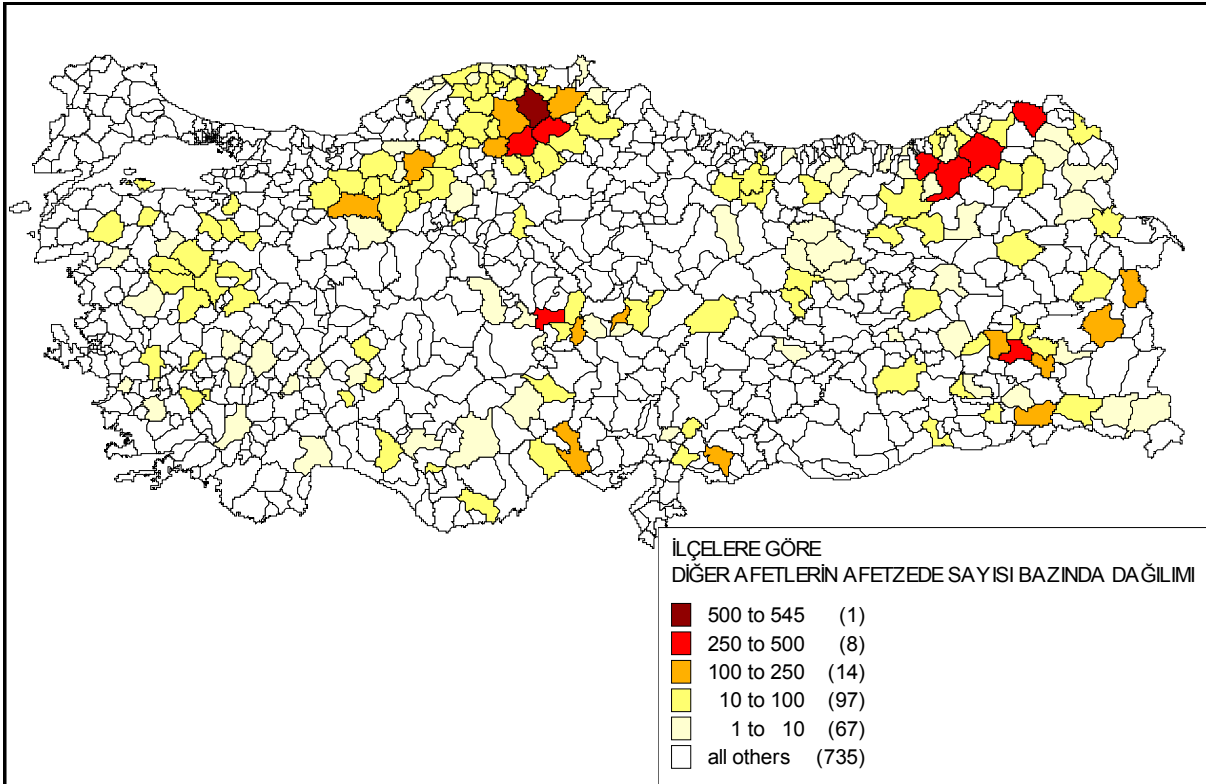 İLÇELERE GÖRE
DİĞER AFETLERİN AFETZEDE SAYISI BAZINDA DAĞILIMI
500 to 545 (1)
250 to 500 (8)
100 to 250 (14)
10 to 100 (97)
1 to 10 (67)
all others (735)